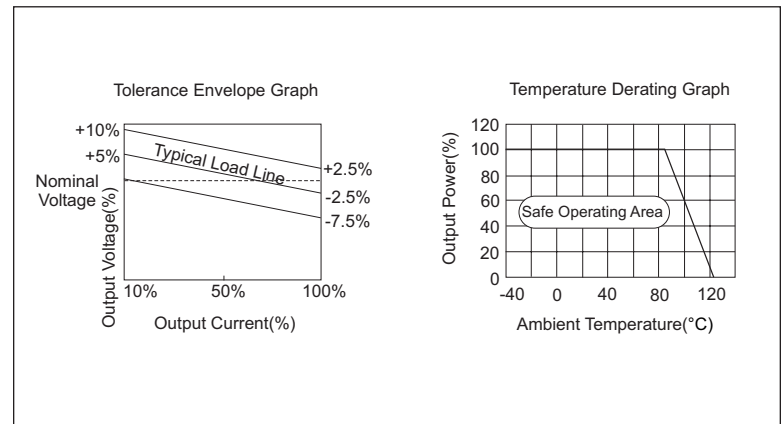 Tolerance Envelope Graph
+10%
+5%
Nominal
Voltage
Output Voltage(%)
Typical Load Line
+2.5%
-2.5%
-7.5%
10%
50%
100%
Output Current(%)
Temperature Derating Graph
Output Power(%)
120
100
80
60
40
20
0
Safe Operating Area
-40
0
40
80
120
Ambient Temperature(°C)